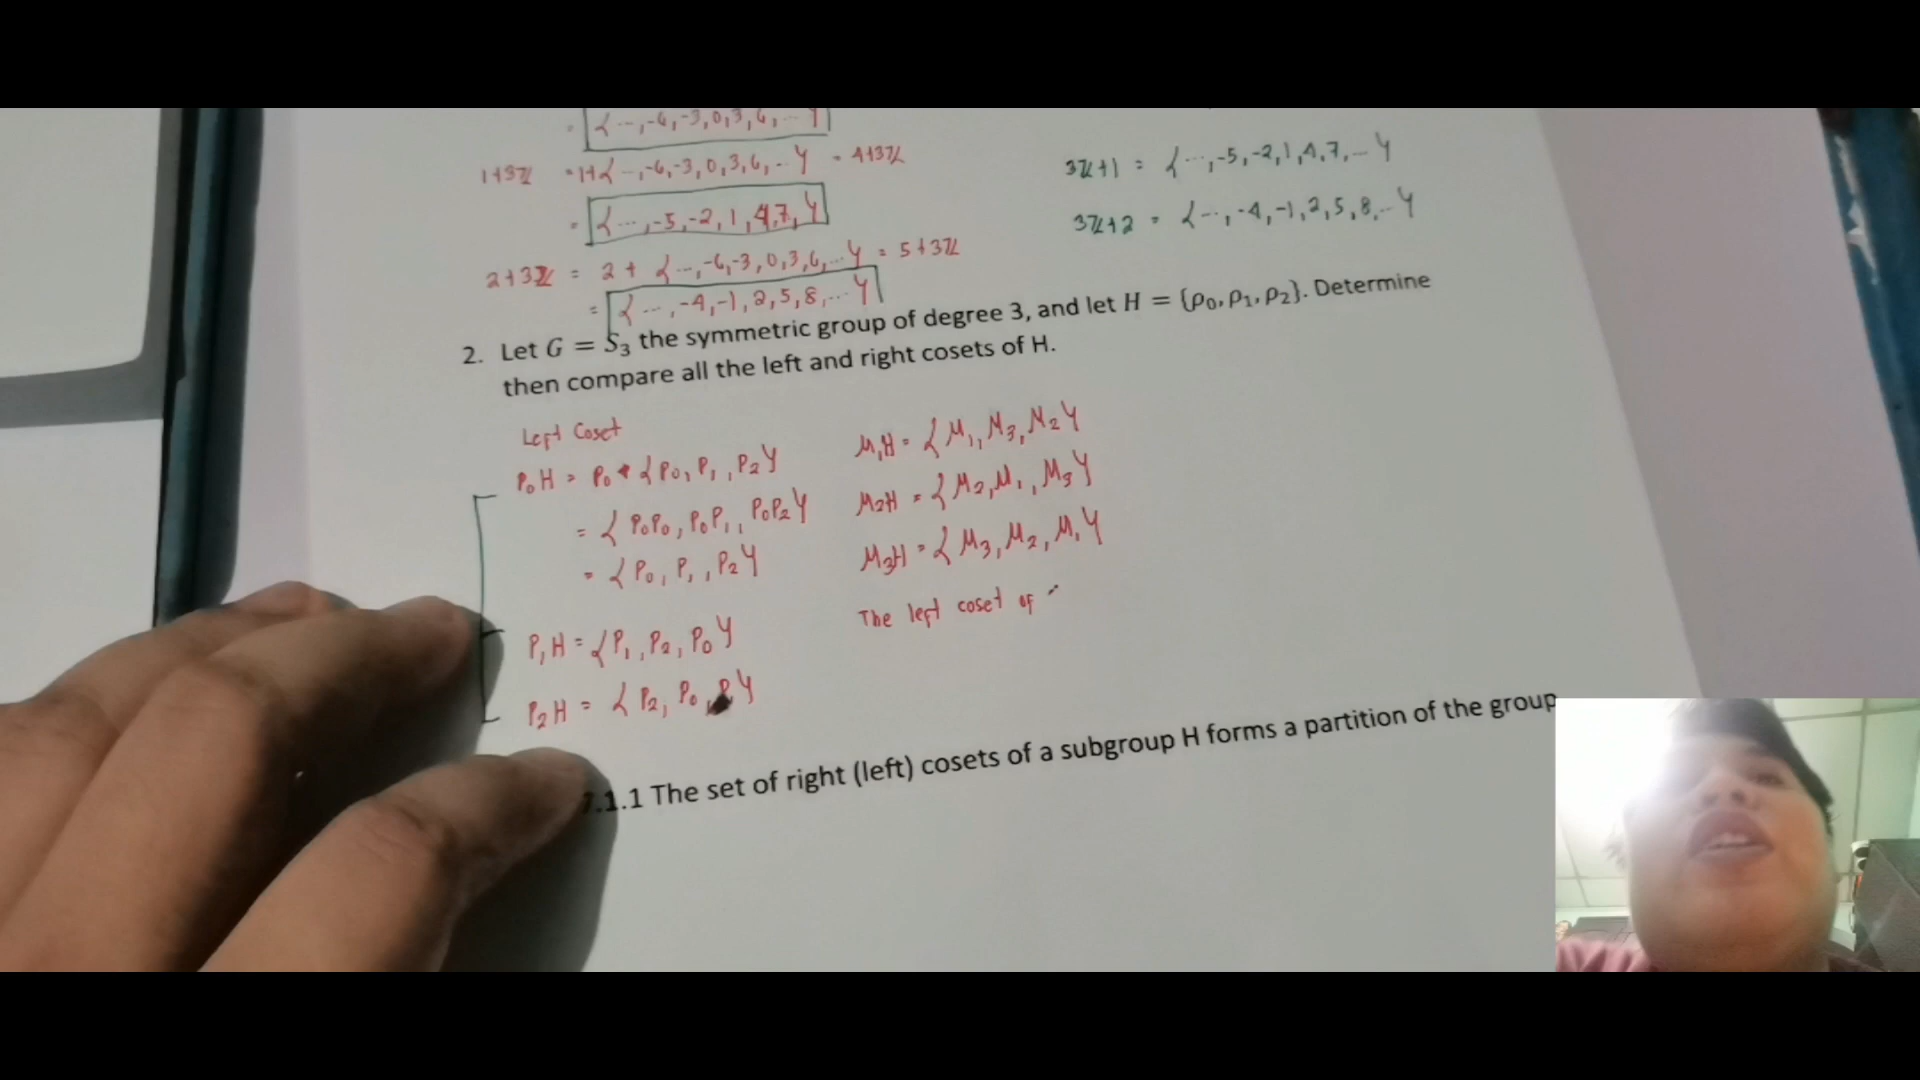 {..., -6, -3, 0, 3, 6, ...}
1+3ℤ = 1+{..., -6, -3, 0, 3, 6, ...} = 4+3ℤ
= {..., -5, -2, 1, 4, 7, }
2+3ℤ = 2 + {..., -6, -3, 0, 3, 6, ...} = 5+3ℤ
= {..., -4, -1, 2, 5, 8, ...}
3ℤ+1 = {..., -5, -2, 1, 4, 7, ...}
3ℤ+2 = {..., -4, -1, 2, 5, 8, ...}
2. Let G = S₃ the symmetric group of degree 3, and let H = {ρ₀, ρ₁, ρ₂}. Determine
then compare all the left and right cosets of H.
Left Coset
ρ₀H = ρ₀ * {ρ₀, ρ₁, ρ₂}
= {ρ₀ρ₀, ρ₀ρ₁, ρ₀ρ₂}
= {ρ₀, ρ₁, ρ₂}
ρ₁H = {ρ₁, ρ₂, ρ₀}
ρ₂H = {ρ₂, ρ₀, ρ}
μ₁H = {μ₁, μ₃, μ₂}
μ₂H = {μ₂, μ₁, μ₃}
μ₃H = {μ₃, μ₂, μ₁}
The left coset of
.1.1 The set of right (left) cosets of a subgroup H forms a partition of the group